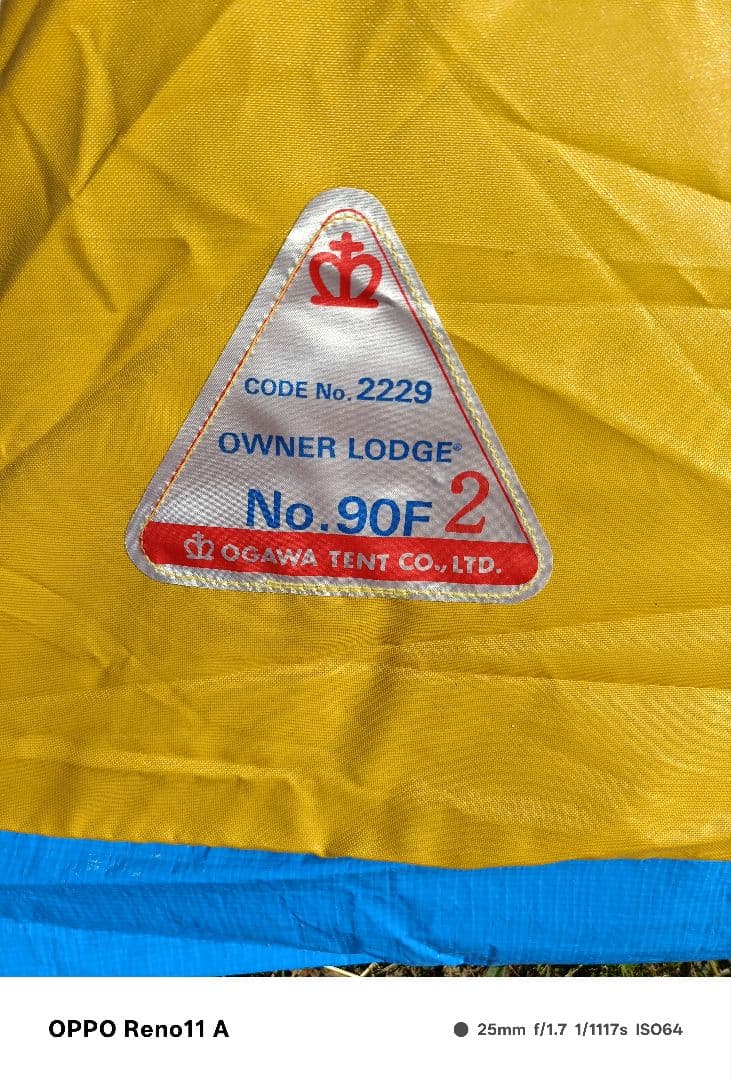 CODE No. 2229
OWNER LODGE®
No.90F 2
OGAWA TENT CO., LTD.
OPPO Reno11 A
25mm f/1.7 1/1117s ISO64